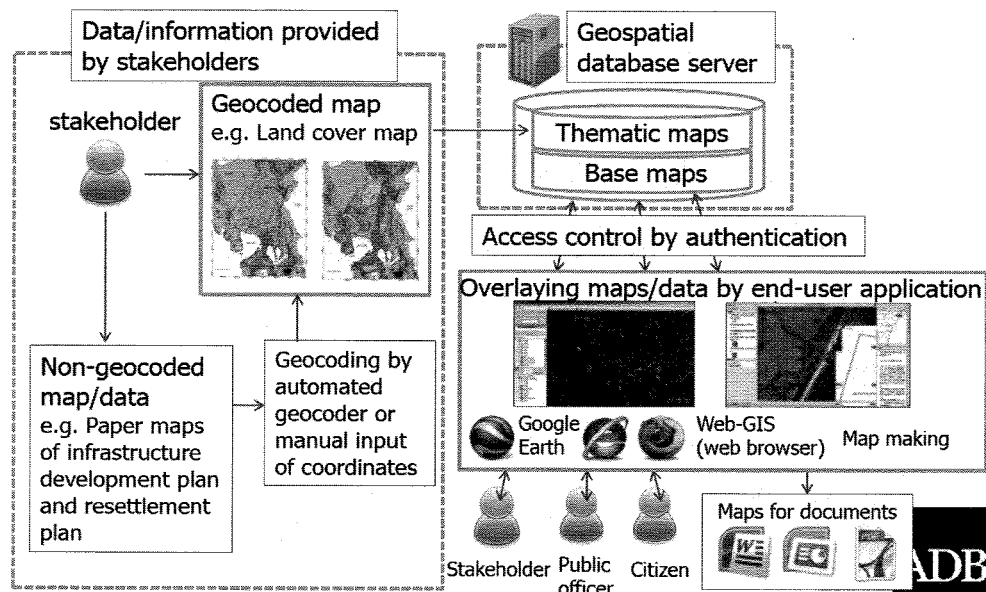 Data/information provided
by stakeholders
stakeholder
Geocoded map
e.g. Land cover map
Non-geocoded
map/data
e.g. Paper maps
of infrastructure
development plan
and resettlement
plan
Geocoding by
automated
geocoder or
manual input
of coordinates
Geospatial
database server
Thematic maps
Base maps
Access control by authentication
Overlaying maps/data by end-user application
Google
Earth
Web-GIS
(web browser)
Map making
Stakeholder
Public
officer
Citizen
Maps for documents
W
ADB